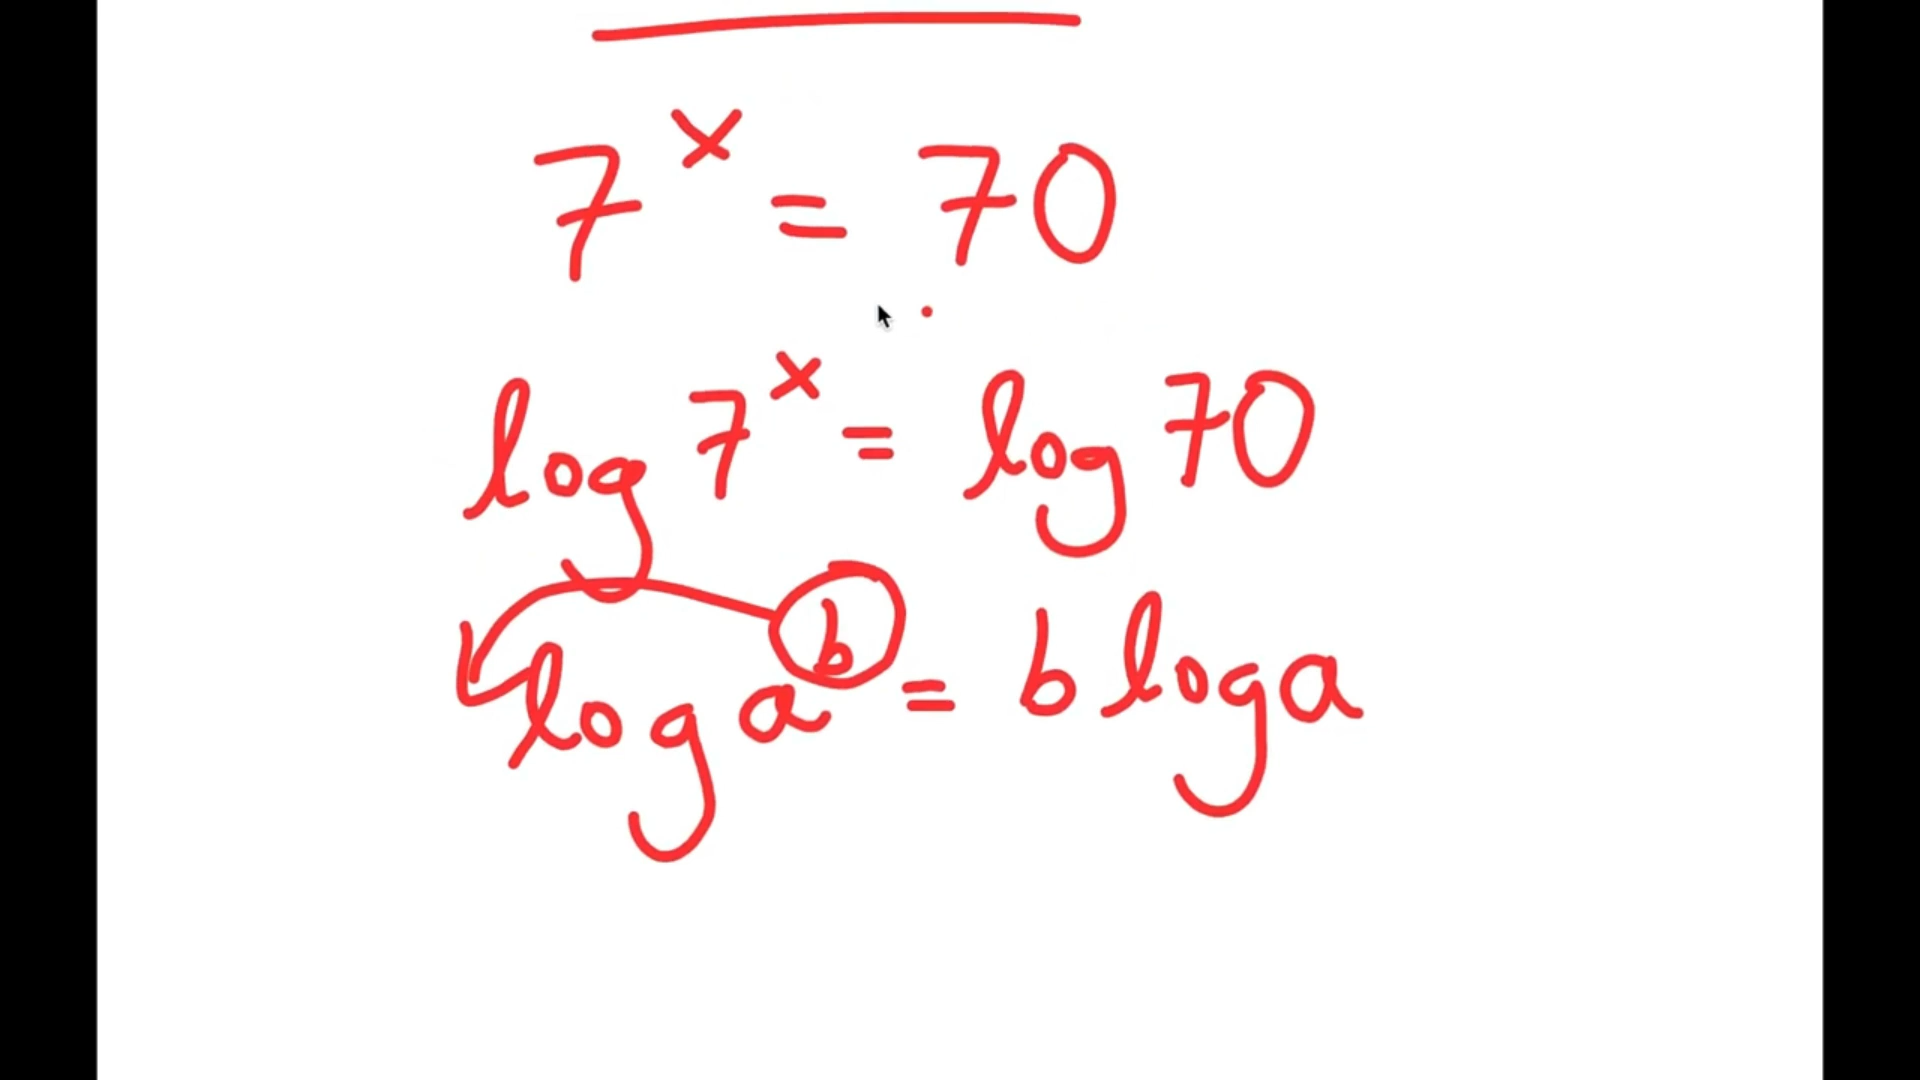 7^x = 70
log 7^x = log 70
log a^b = b log a